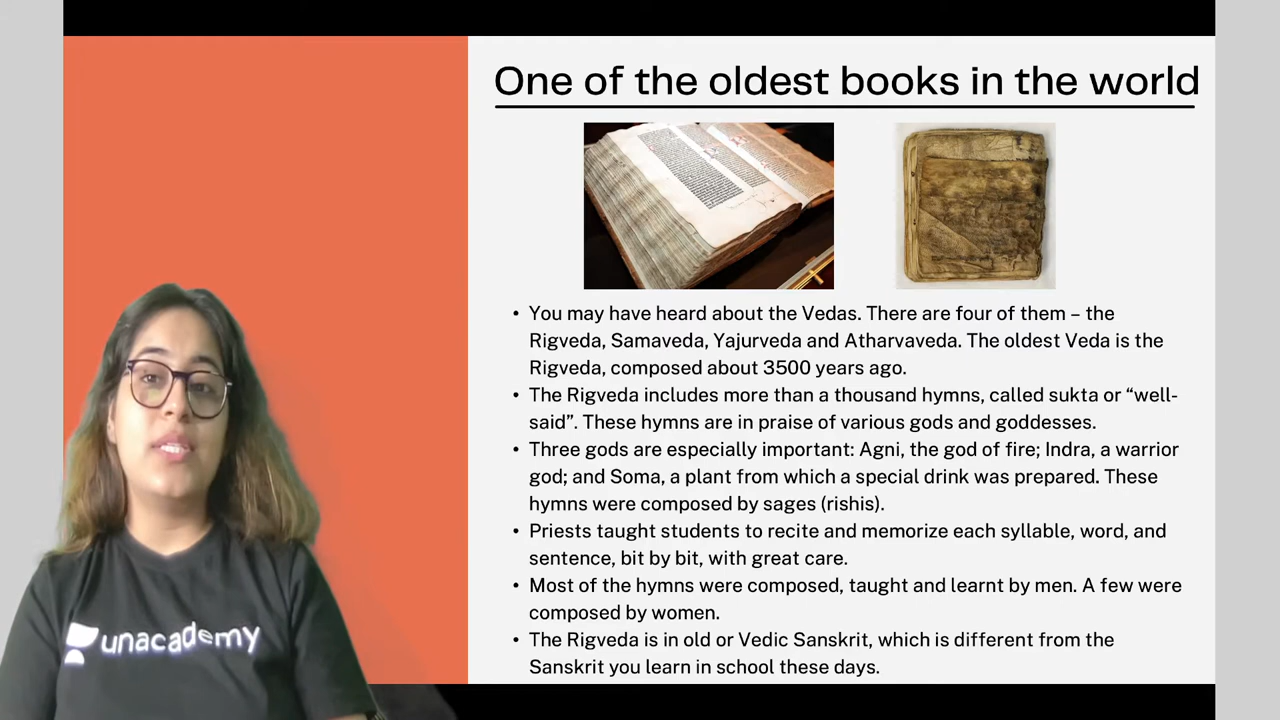 One of the oldest books in the world
• You may have heard about the Vedas. There are four of them – the
Rigveda, Samaveda, Yajurveda and Atharvaveda. The oldest Veda is the
Rigveda, composed about 3500 years ago.
• The Rigveda includes more than a thousand hymns, called sukta or “well-
said”. These hymns are in praise of various gods and goddesses.
• Three gods are especially important: Agni, the god of fire; Indra, a warrior
god; and Soma, a plant from which a special drink was prepared. These
hymns were composed by sages (rishis).
• Priests taught students to recite and memorize each syllable, word, and
sentence, bit by bit, with great care.
• Most of the hymns were composed, taught and learnt by men. A few were
composed by women.
• The Rigveda is in old or Vedic Sanskrit, which is different from the
Sanskrit you learn in school these days.
unacademy